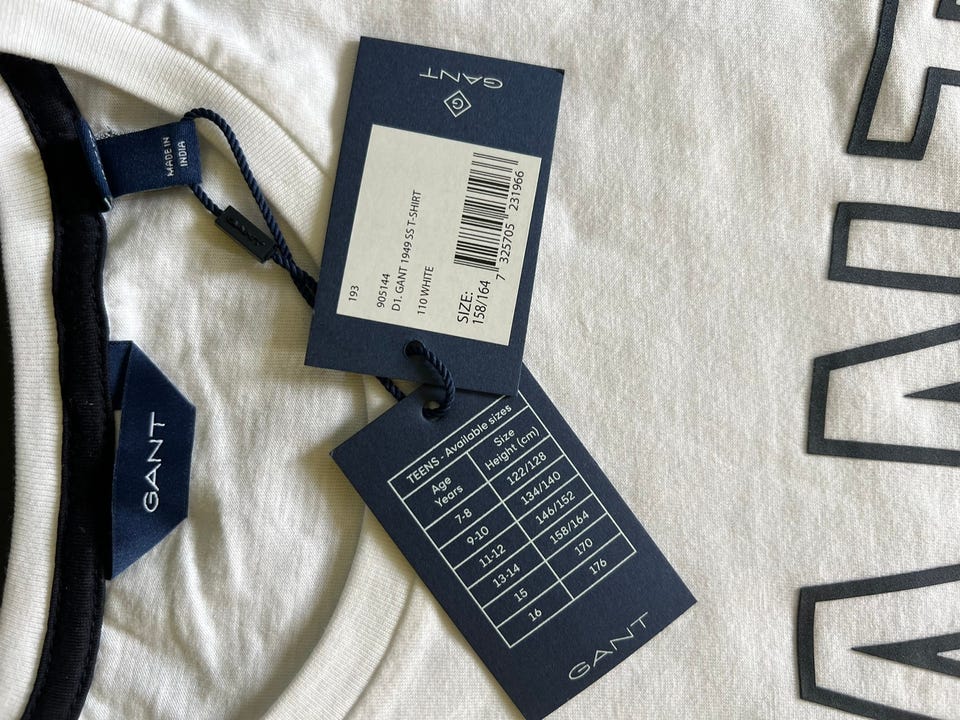 GANT
G
193
905144
D1. GANT 1949 SS T-SHIRT
110 WHITE
SIZE:
158/164
7 325705 231966
MADE IN
INDIA
GANT
TEENS - Available sizes
Age Years Size Height (cm)
7-8 122/128
9-10 134/140
11-12 146/152
13-14 158/164
15 170
16 176
GANT